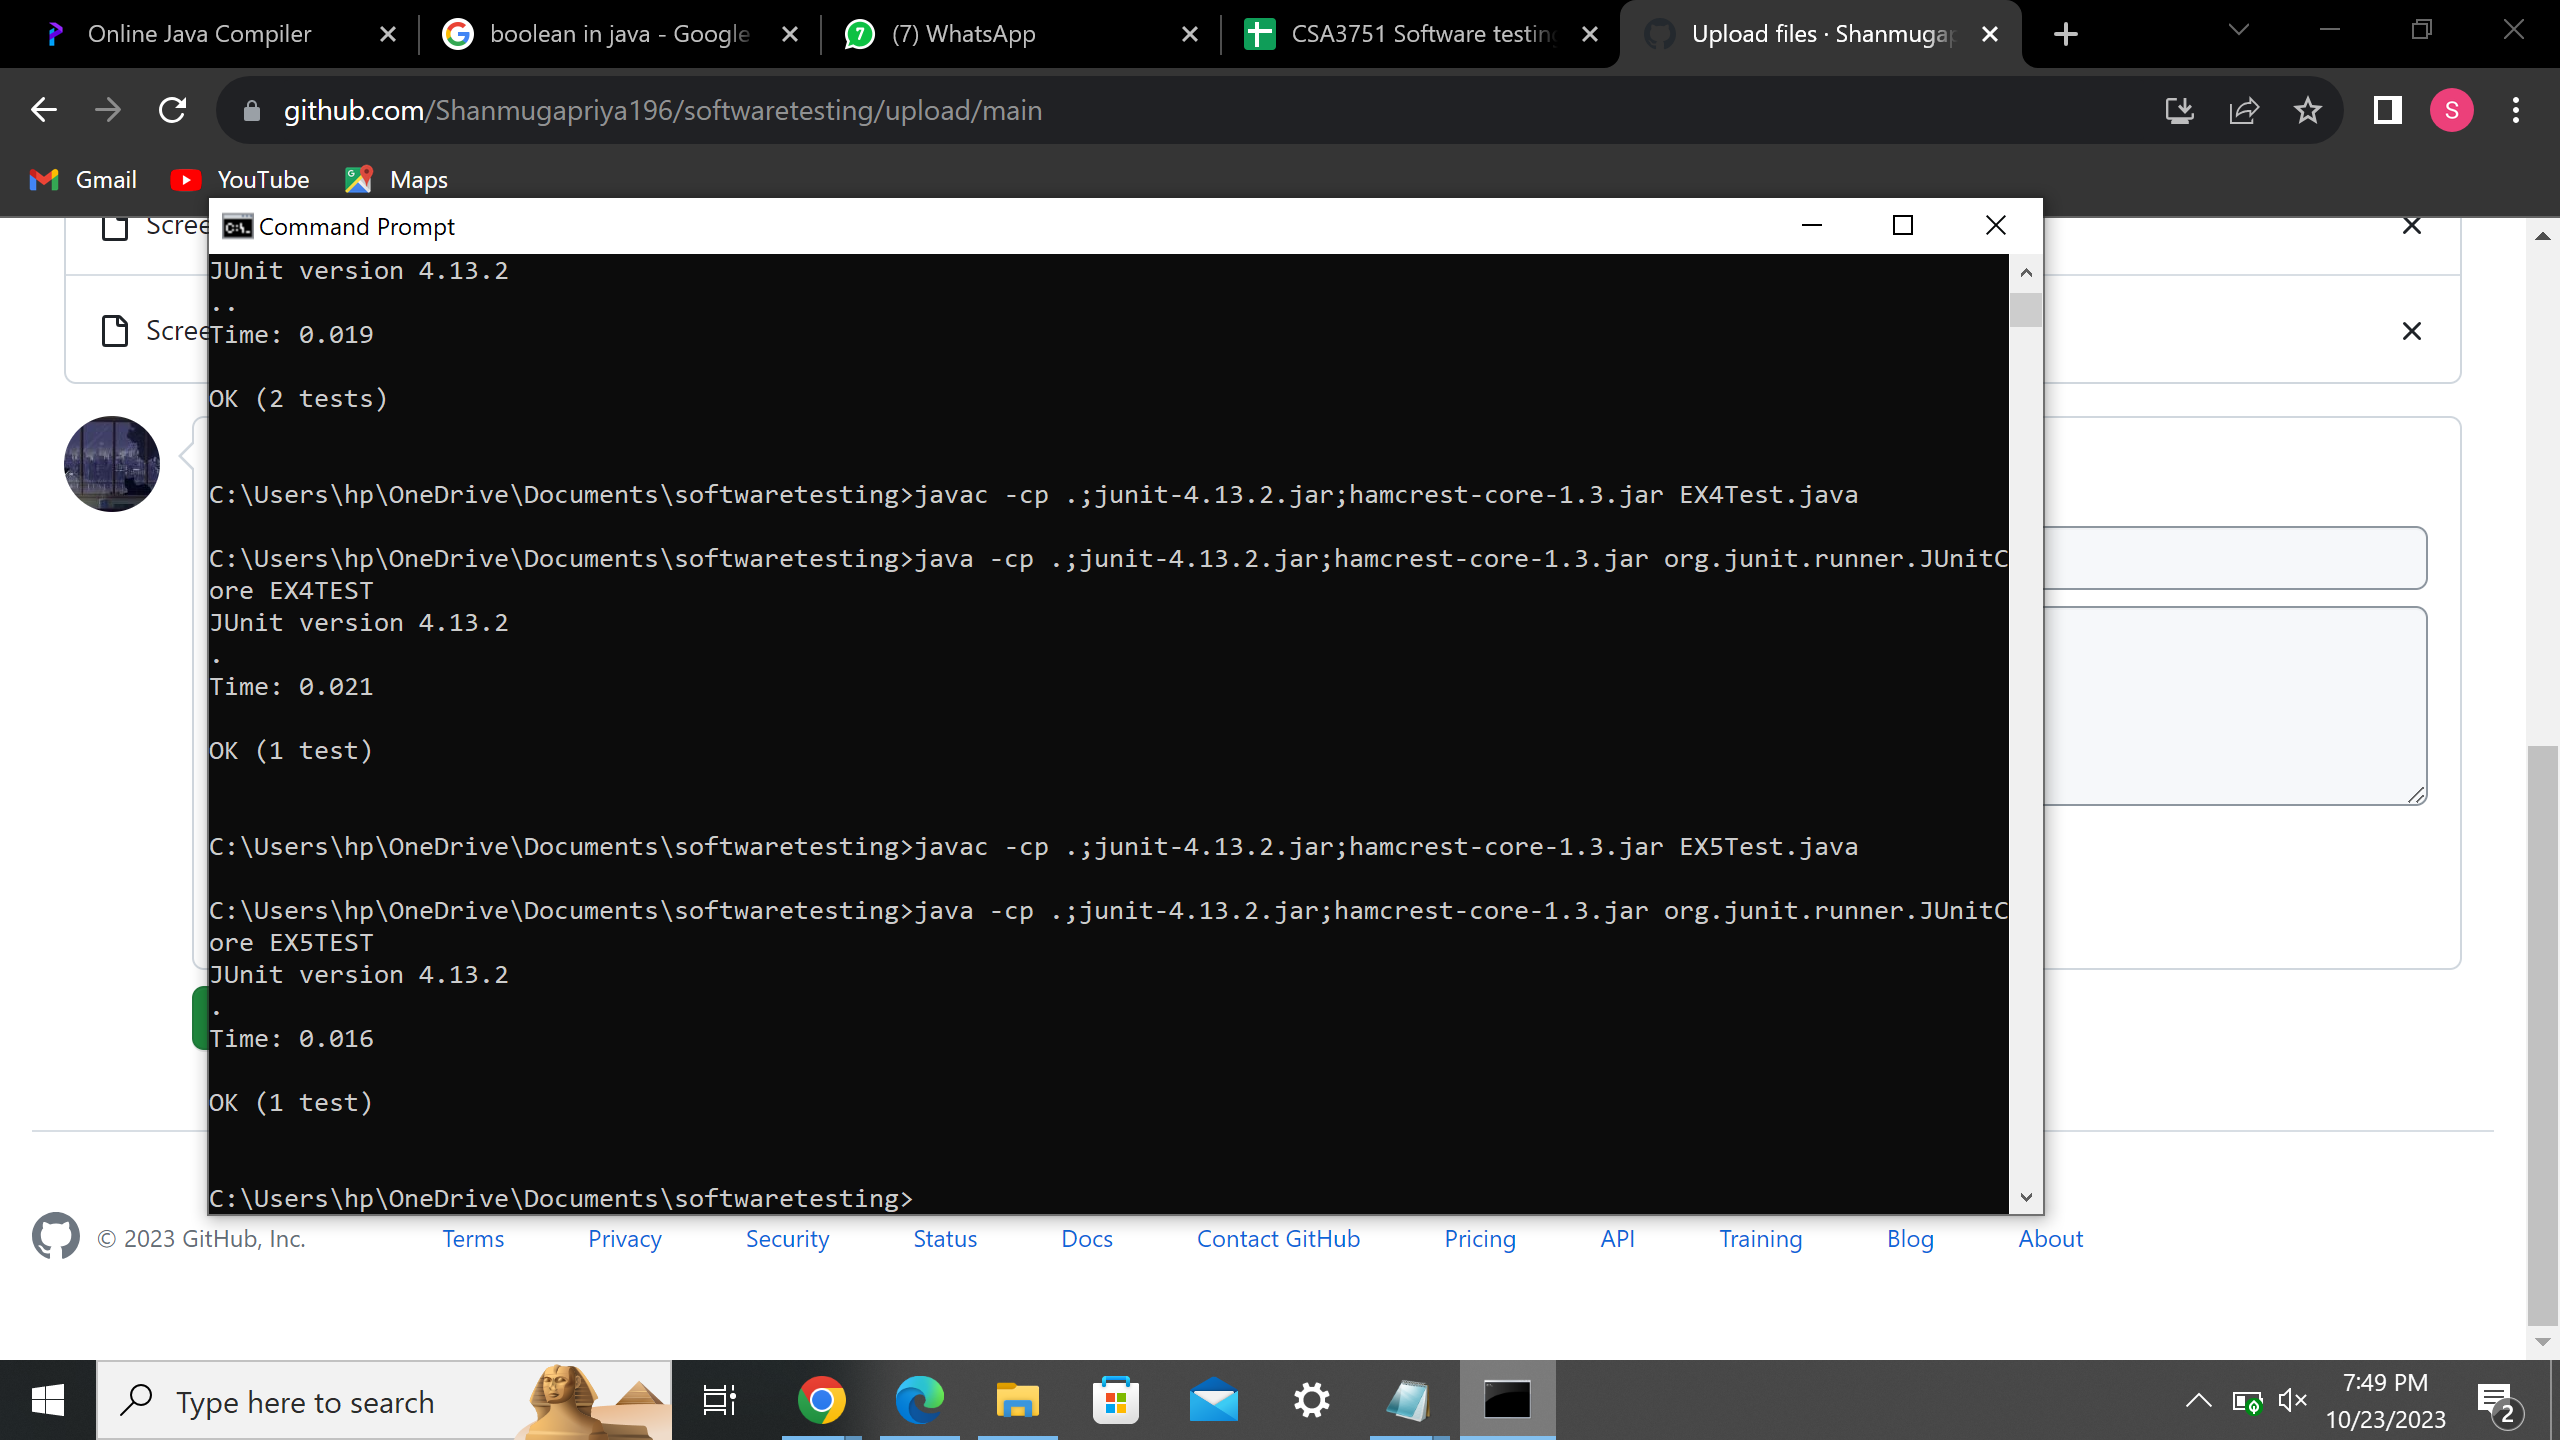 Online Java Compiler
boolean in java - Google
(7) WhatsApp
CSA3751 Software testing
Upload files · Shanmugap
github.com/Shanmugapriya196/softwaretesting/upload/main
S
Gmail
YouTube
Maps
Scree
Scree
Command Prompt
JUnit version 4.13.2
..
Time: 0.019
OK (2 tests)
C:\Users\hp\OneDrive\Documents\softwaretesting>javac -cp .;junit-4.13.2.jar;hamcrest-core-1.3.jar EX4Test.java
C:\Users\hp\OneDrive\Documents\softwaretesting>java -cp .;junit-4.13.2.jar;hamcrest-core-1.3.jar org.junit.runner.JUnitC
ore EX4TEST
JUnit version 4.13.2
.
Time: 0.021
OK (1 test)
C:\Users\hp\OneDrive\Documents\softwaretesting>javac -cp .;junit-4.13.2.jar;hamcrest-core-1.3.jar EX5Test.java
C:\Users\hp\OneDrive\Documents\softwaretesting>java -cp .;junit-4.13.2.jar;hamcrest-core-1.3.jar org.junit.runner.JUnitC
ore EX5TEST
JUnit version 4.13.2
.
Time: 0.016
OK (1 test)
C:\Users\hp\OneDrive\Documents\softwaretesting>
© 2023 GitHub, Inc.
Terms
Privacy
Security
Status
Docs
Contact GitHub
Pricing
API
Training
Blog
About
Type here to search
7:49 PM
10/23/2023
2